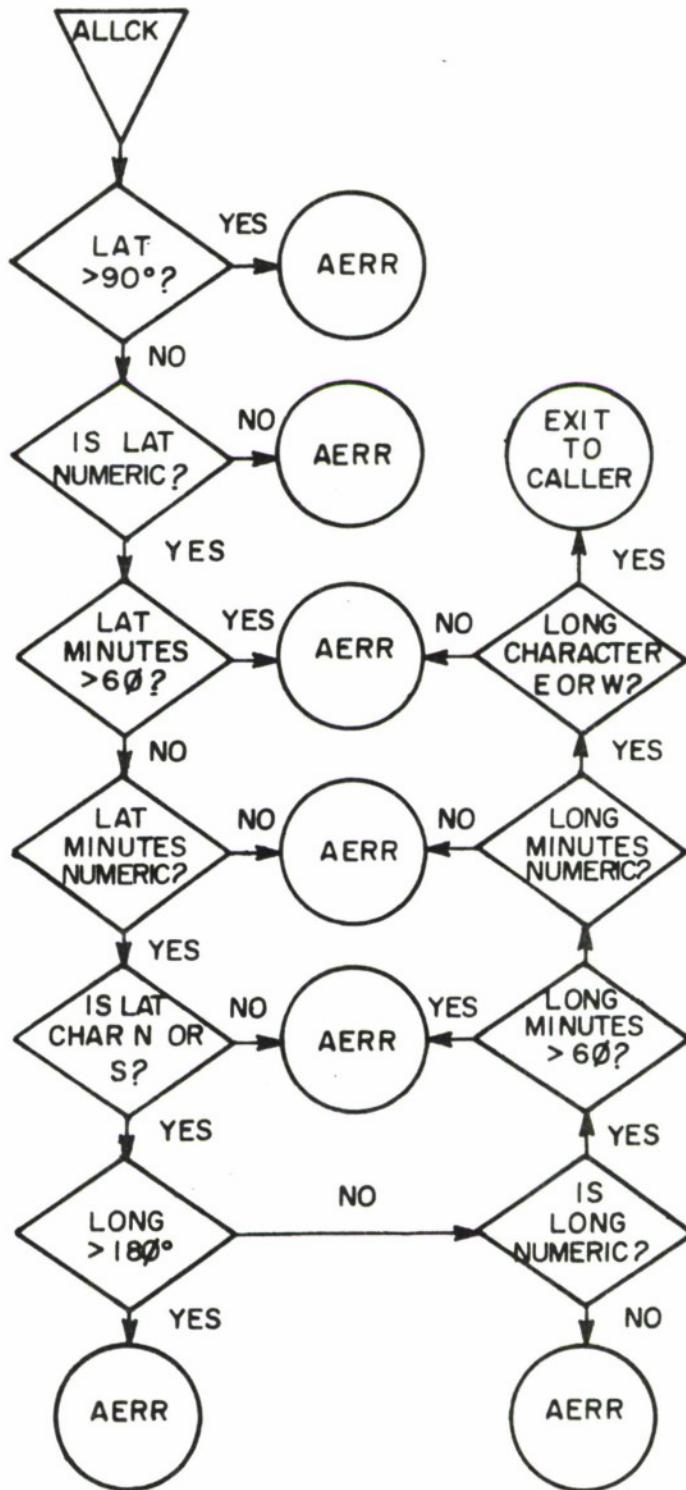 ALLCK
LAT
>90°?
YES
AERR
NO
IS LAT
NUMERIC?
NO
AERR
YES
LAT
MINUTES
>6Ø?
YES
AERR
NO
LAT
MINUTES
NUMERIC?
NO
AERR
YES
IS LAT
CHAR N OR
S?
NO
AERR
YES
LONG
>18Ø°
YES
AERR
NO
IS
LONG
NUMERIC?
NO
AERR
YES
LONG
MINUTES
>6Ø?
YES
LONG
MINUTES
NUMERIC?
NO
YES
LONG
CHARACTER
E OR W?
NO
YES
EXIT
TO
CALLER